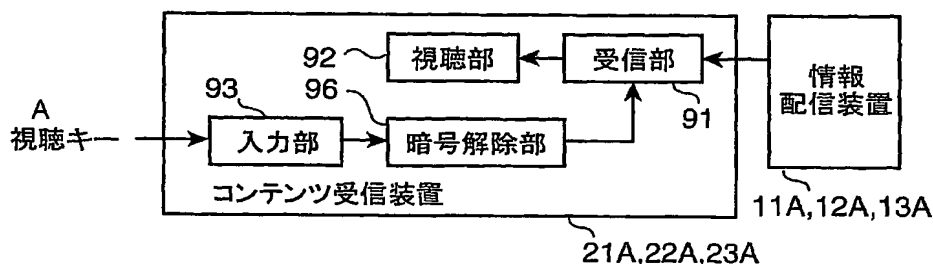 92
視聴部
受信部
情報
配信装置
93
96
91
A
視聴キー
入力部
暗号解除部
コンテンツ受信装置
11A,12A,13A
21A,22A,23A